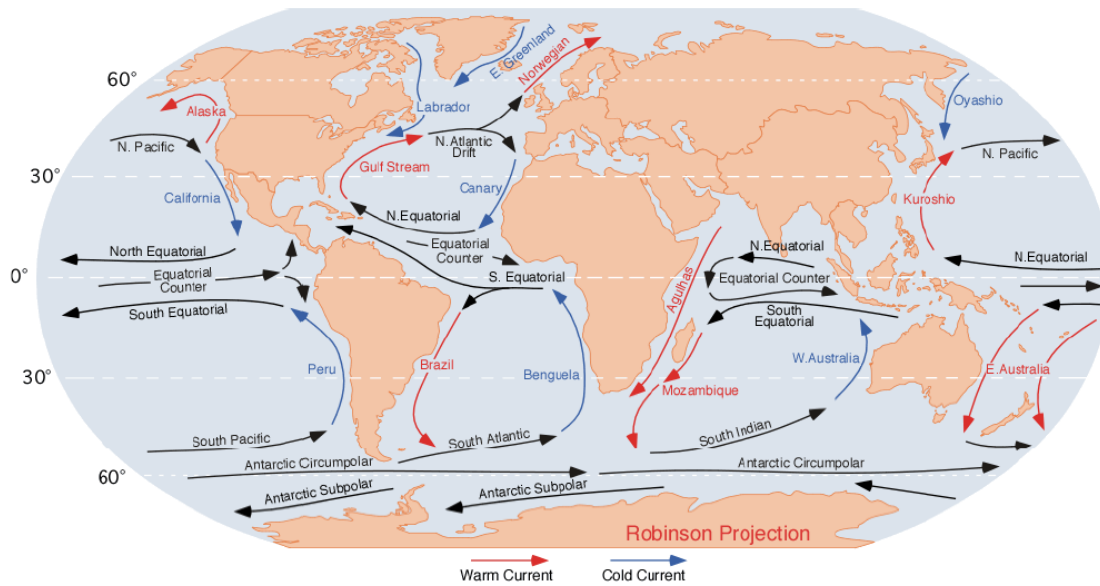 E. Greenland
Norwegian
60°
Labrador
Oyashio
Alaska
N. Pacific
N. Atlantic
Drift
N. Pacific
Gulf Stream
30°
California
Canary
Kuroshio
N.Equatorial
North Equatorial
Equatorial
Counter
N.Equatorial
N.Equatorial
0°
Equatorial
Counter
S. Equatorial
Agulhas
Equatorial Counter
South Equatorial
South
Equatorial
Peru
Brazil
Benguela
W.Australia
E.Australia
30°
Mozambique
South Pacific
South Atlantic
South Indian
Antarctic Circumpolar
Antarctic Circumpolar
60°
Antarctic Subpolar
Antarctic Subpolar
Robinson Projection
Warm Current
Cold Current